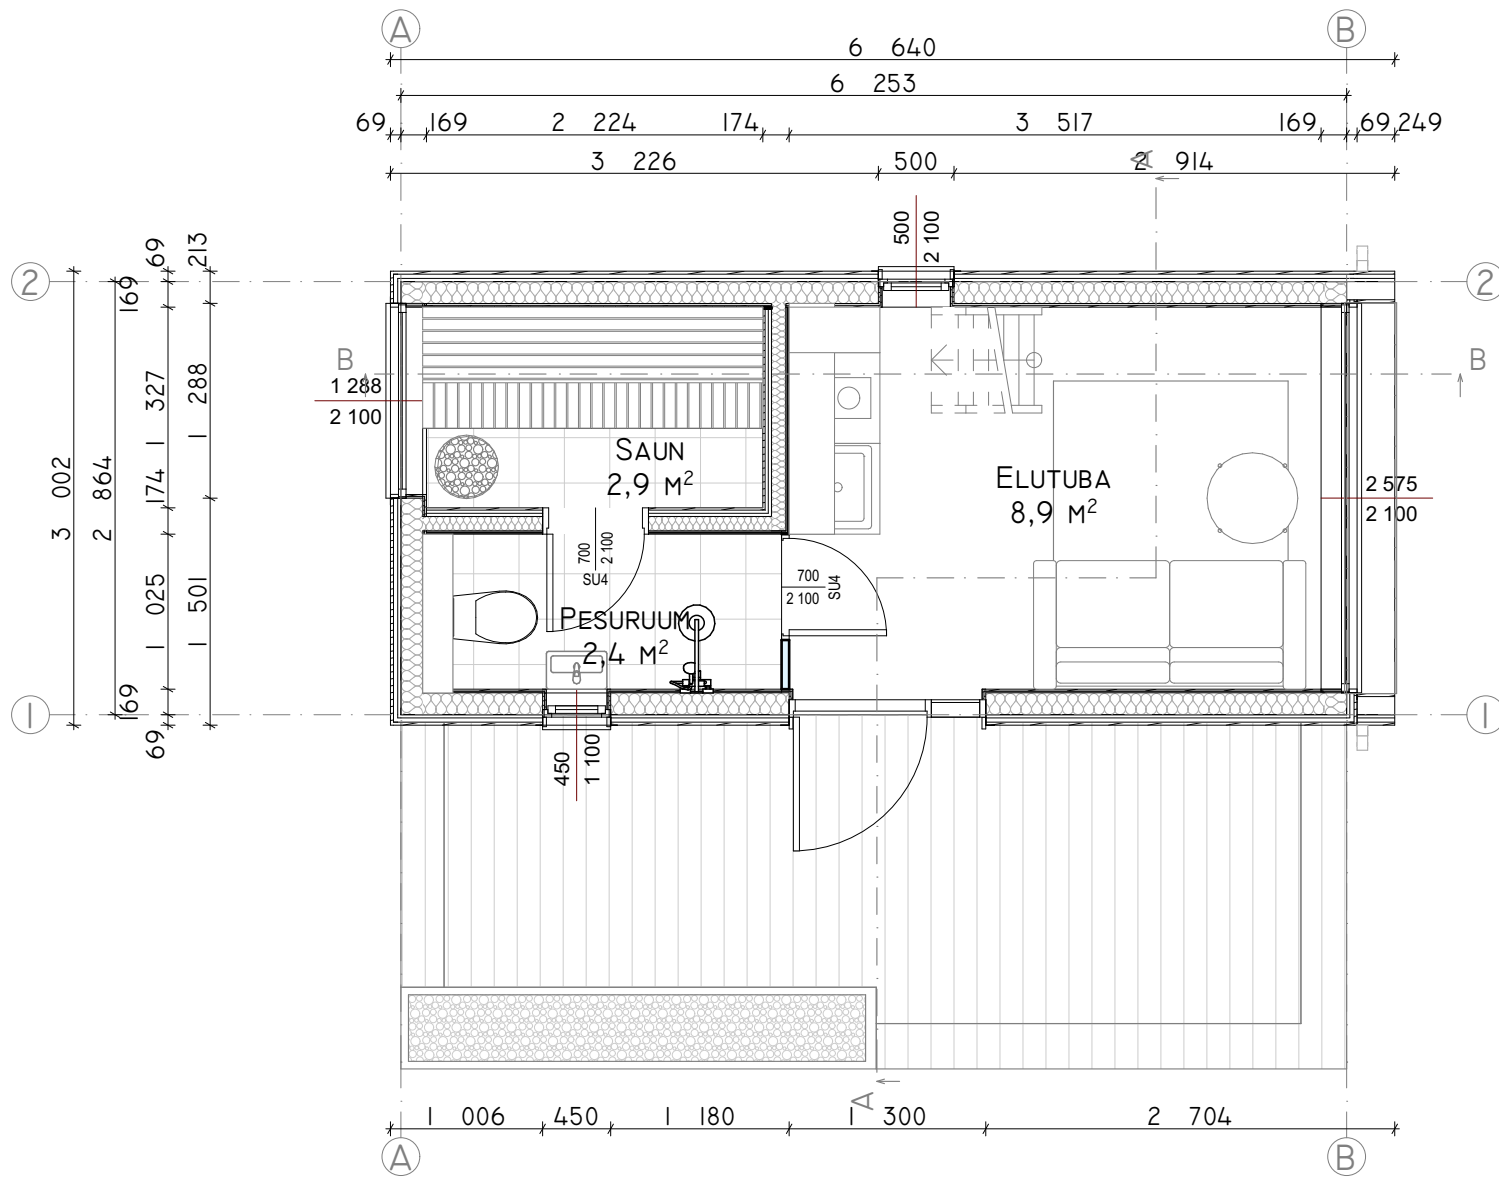 A B
6 640
6 253
69 169 2 224 174 3 517 169 69 249
3 226 500 2 914
A
500
2 100
2 2
69 213
169
B B
1 288
2 100
1 327 1 288
SAUN
2,9 M²
ELUTUBA
8,9 M²
2 575
2 100
3 002 2 864 174
700
2 100
SU4
700
2 100
SU4
1 025 1 501
PESURUUM
2,4 M²
169
69
1 1
450
1 100
A
1 006 450 1 180 1 300 2 704
A B